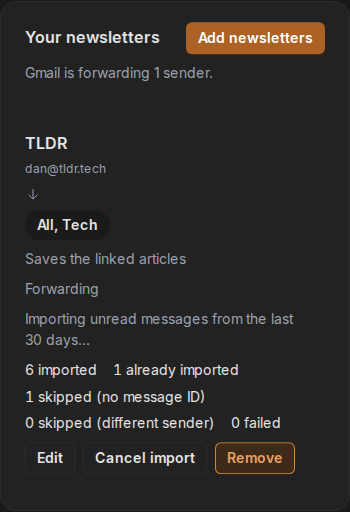 Your newsletters
Add newsletters
Gmail is forwarding 1 sender.
TLDR
dan@tldr.tech
↓
All, Tech
Saves the linked articles
Forwarding
Importing unread messages from the last
30 days...
6 imported 1 already imported
1 skipped (no message ID)
0 skipped (different sender) 0 failed
Edit Cancel import Remove